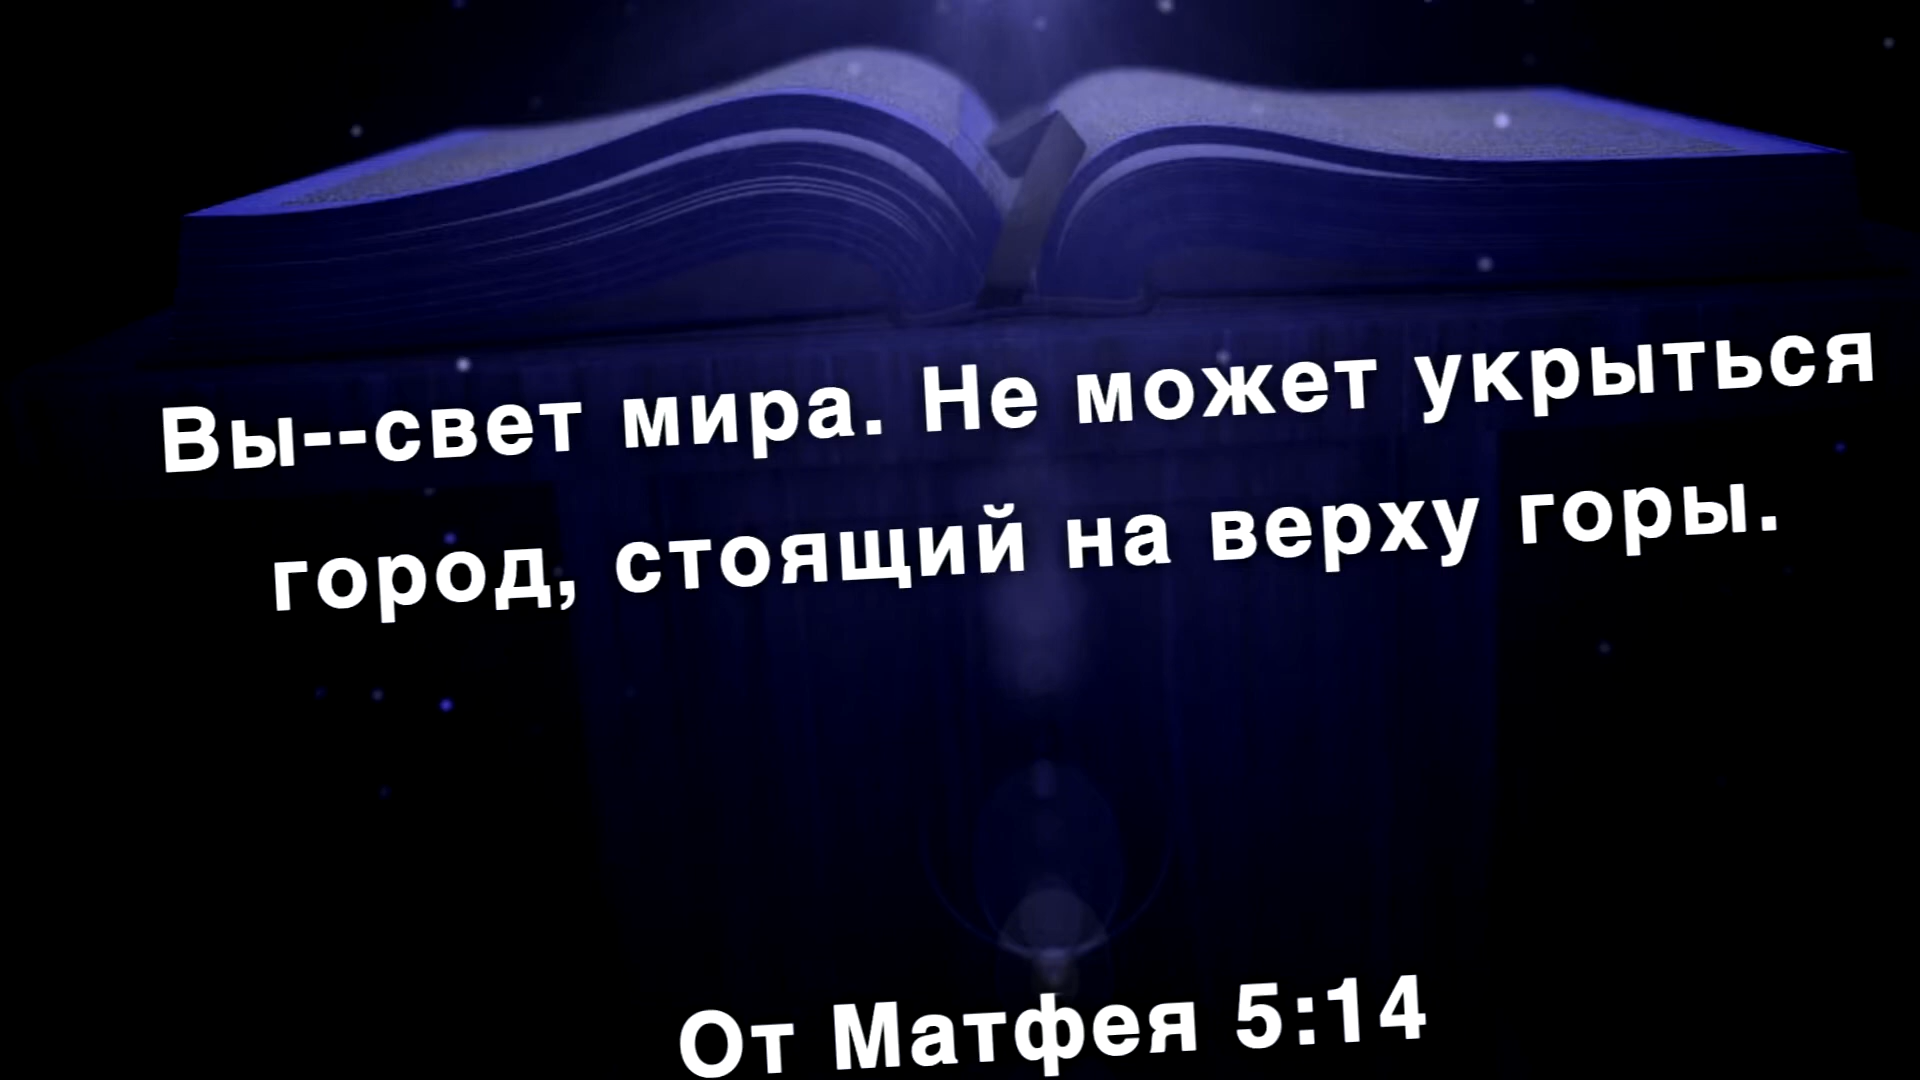 Вы--свет мира. Не может укрыться
город, стоящий на верху горы.
От Матфея 5:14